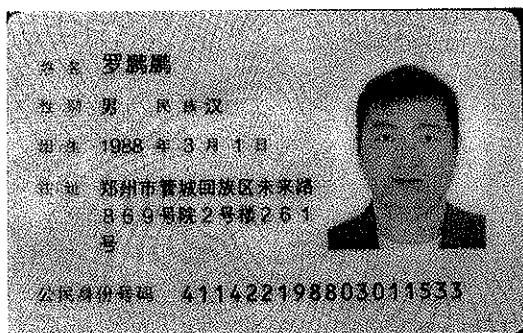 姓名 罗鹏鹏
性别 男 民族 汉
出生 1988 年 3 月 1 日
住址 郑州市管城回族区未来路
869号院2号楼261
号
公民身份号码 411422198803011533